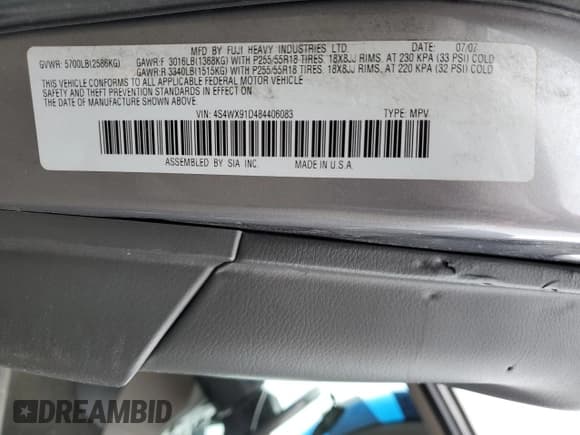 MFD BY FUJI HEAVY INDUSTRIES LTD. DATE: 07/07
GVWR: 5700LB(2586KG) GAWR:F 3016LB(1368KG) WITH P255/55R18 TIRES. 18X8JJ RIMS, AT 230 KPA (33 PSI) COLD
GAWR:R 3340LB(1515KG) WITH P255/55R18 TIRES. 18X8JJ RIMS, AT 220 KPA (32 PSI) COLD
THIS VEHICLE CONFORMS TO ALL APPLICABLE FEDERAL MOTOR VEHICLE
SAFETY AND THEFT PREVENTION STANDARDS IN EFFECT ON
THE DATE OF MANUFACTURE SHOWN ABOVE.
VIN: 4S4WX91D484406083 TYPE: MPV
ASSEMBLED BY SIA INC. MADE IN U.S.A.
DREAMBID